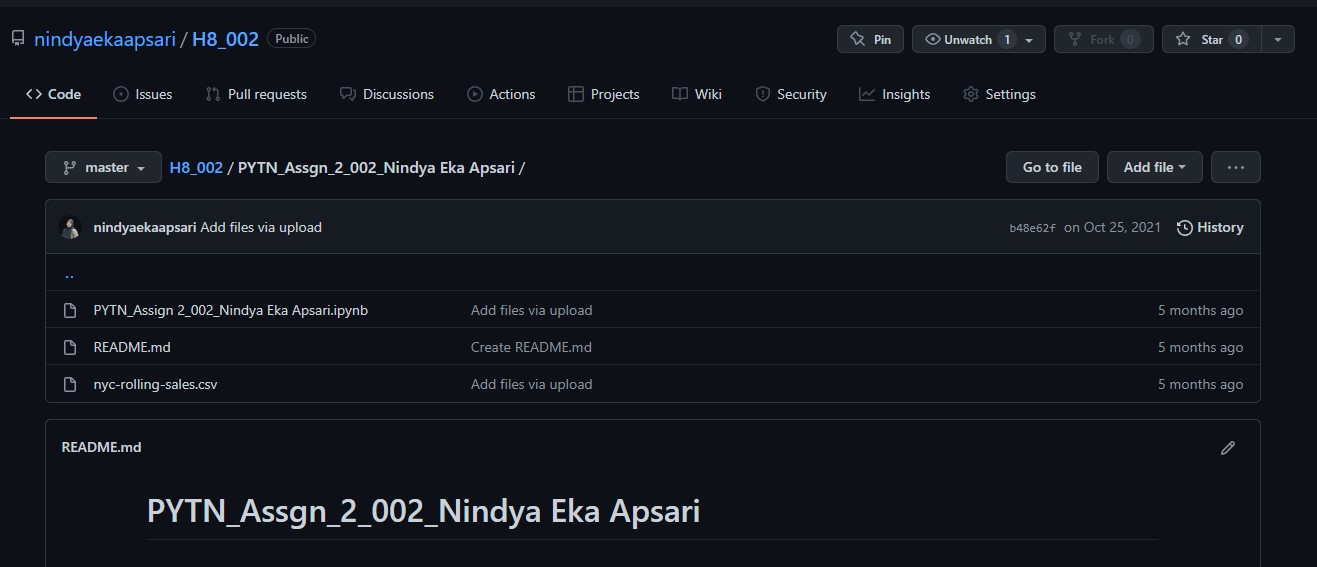 nindyaekaapsari / H8_002 Public Pin Unwatch 1 Fork 0 Star 0
Code Issues Pull requests Discussions Actions Projects Wiki Security Insights Settings
master H8_002 / PYTN_Assgn_2_002_Nindya Eka Apsari / Go to file Add file ...
nindyaekaapsari Add files via upload b48e62f on Oct 25, 2021 History
..
PYTN_Assign 2_002_Nindya Eka Apsari.ipynb Add files via upload 5 months ago
README.md Create README.md 5 months ago
nyc-rolling-sales.csv Add files via upload 5 months ago
README.md
PYTN_Assgn_2_002_Nindya Eka Apsari